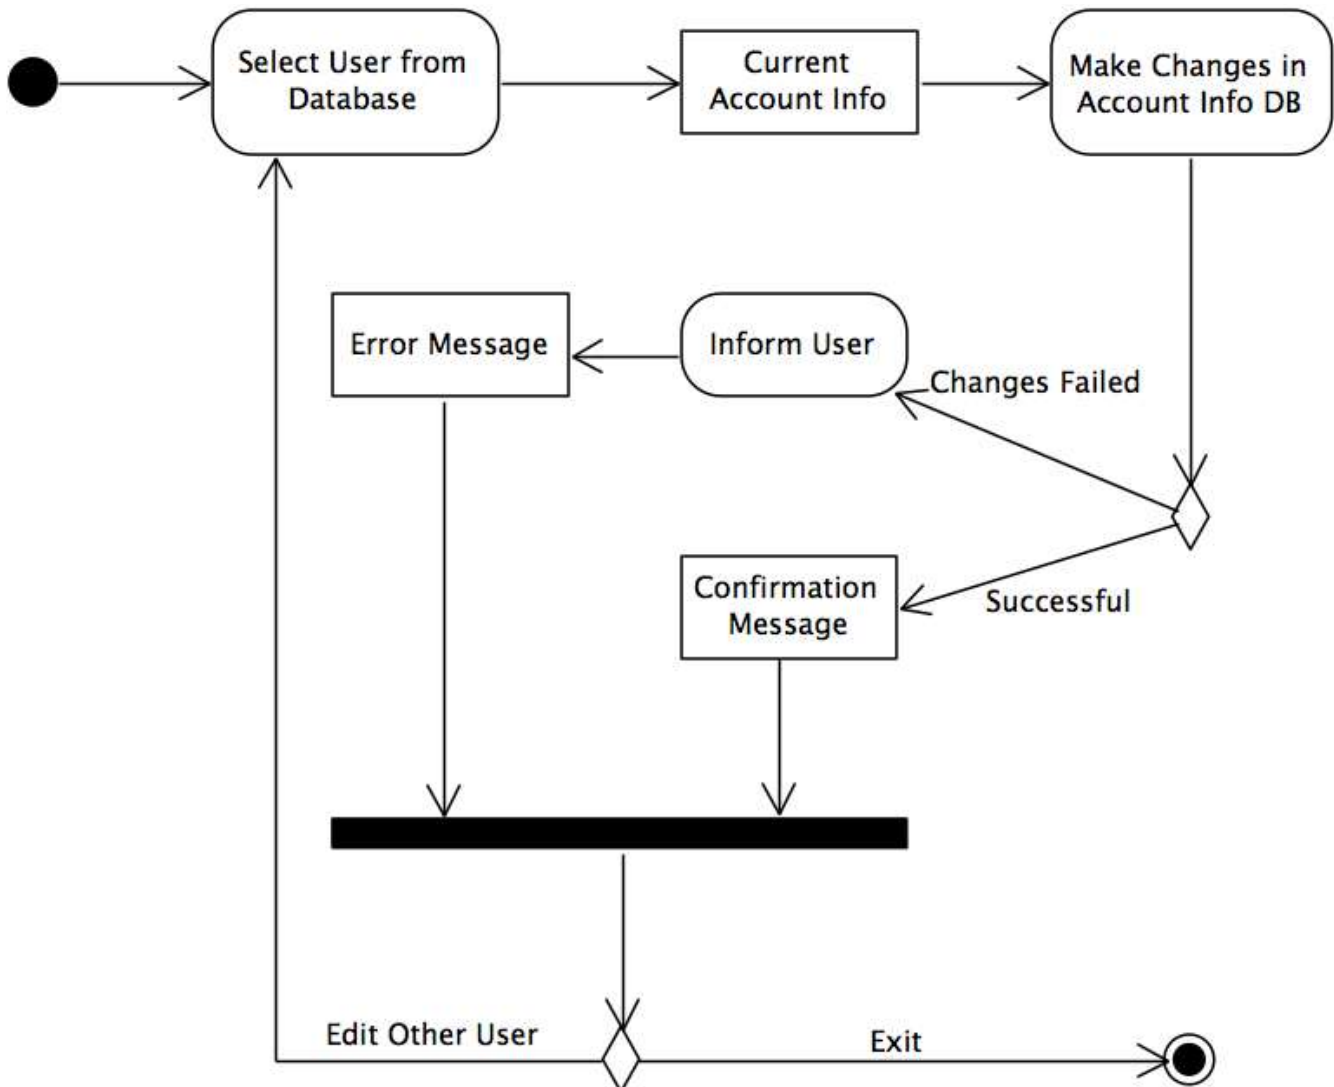 Select User from
Database
Current
Account Info
Make Changes in
Account Info DB
Error Message
Inform User
Changes Failed
Confirmation
Message
Successful
Edit Other User
Exit